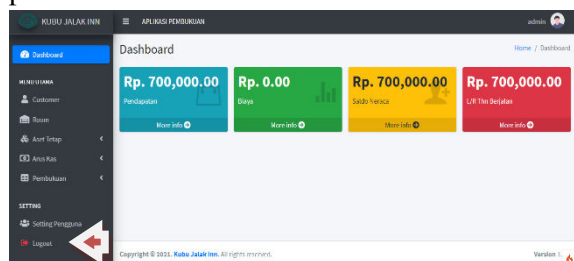 KUBU JALAK INN
APLIKASI PEMBUKUAN
admin
Dashboard
Dashboard
Home / Dashboard
MENU UTAMA
Customer
Room
Aset Tetap
Arus Kas
Pembukuan
SETTING
Setting Pengguna
Logout
Rp. 700,000.00
Pendapatan
More info
Rp. 0.00
Biaya
More info
Rp. 700,000.00
Saldo Neraca
More info
Rp. 700,000.00
L/R Thn Berjalan
More info
Copyright © 2021. Kubu Jalak Inn. All rights reserved.
Version